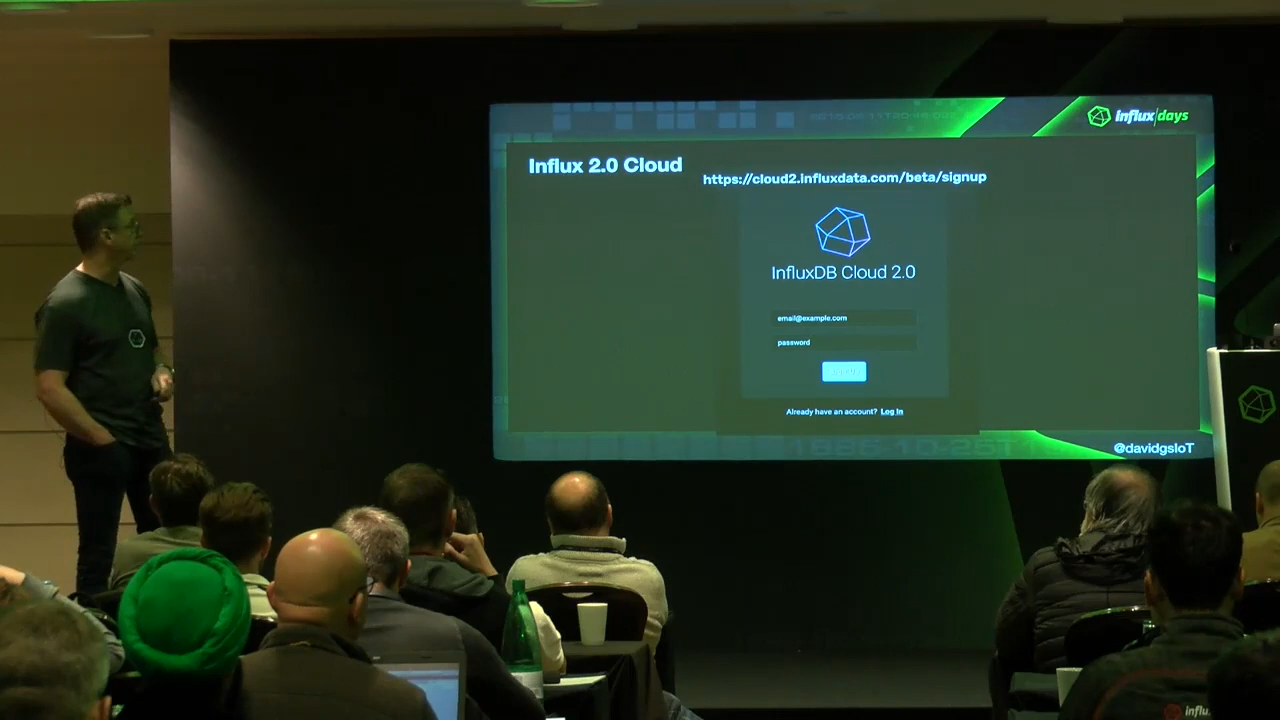 influx|days
Influx 2.0 Cloud
https://cloud2.influxdata.com/beta/signup
InfluxDB Cloud 2.0
email@example.com
password
Already have an account? Log In
@davidgsIoT
influ